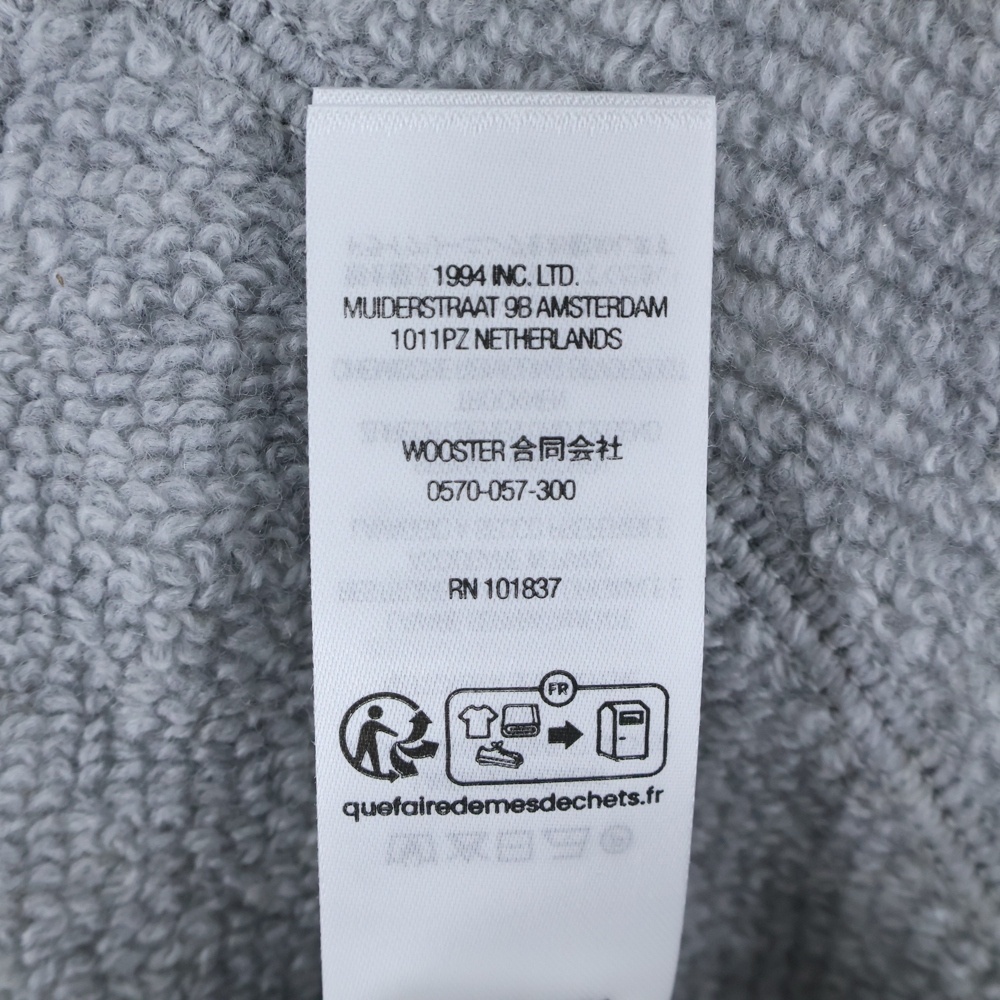 1994 INC. LTD.
MUIDERSTRAAT 9B AMSTERDAM
1011PZ NETHERLANDS
WOOSTER 合同会社
0570-057-300
RN 101837
FR
quefairedemesdechets.fr